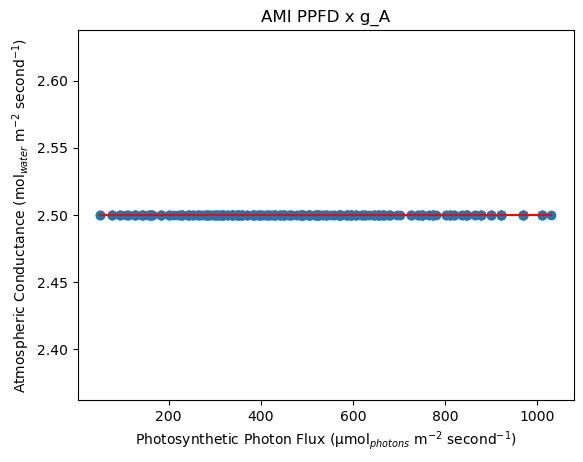 AMI PPFD x g_A
Atmospheric Conductance (mol_water m⁻² second⁻¹)
2.60
2.55
2.50
2.45
2.40
200 400 600 800 1000
Photosynthetic Photon Flux (μmol_photons m⁻² second⁻¹)